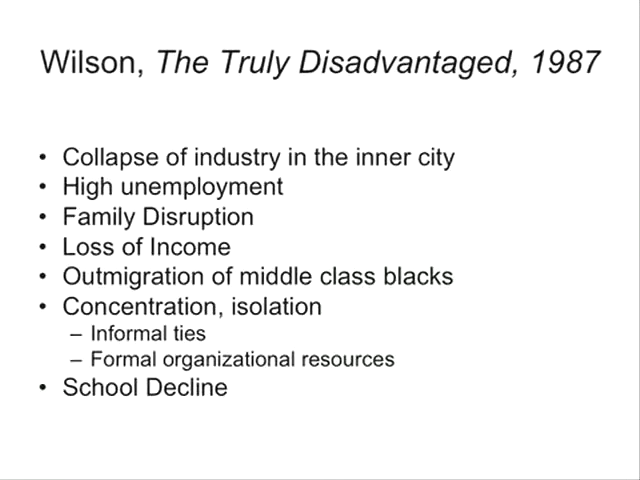 Wilson, The Truly Disadvantaged, 1987
• Collapse of industry in the inner city
• High unemployment
• Family Disruption
• Loss of Income
• Outmigration of middle class blacks
• Concentration, isolation
– Informal ties
– Formal organizational resources
• School Decline